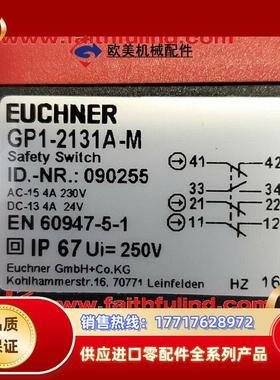 欧美机械配件
EUCHNER
GP1-2131A-M
Safety Switch
ID.-NR.: 090255
AC-15 4A 230V
DC-13 4A 24V
EN 60947-5-1
IP 67 Ui= 250V
41 42
33 34
21 22
11 12
Euchner GmbH+Co.KG
Kohlhammerstr.16, 70771 Leinfelden
HZ 16
www.faithfulind.com
品质
保证
销售热线: 17717628972
供应进口零配件全系列产品